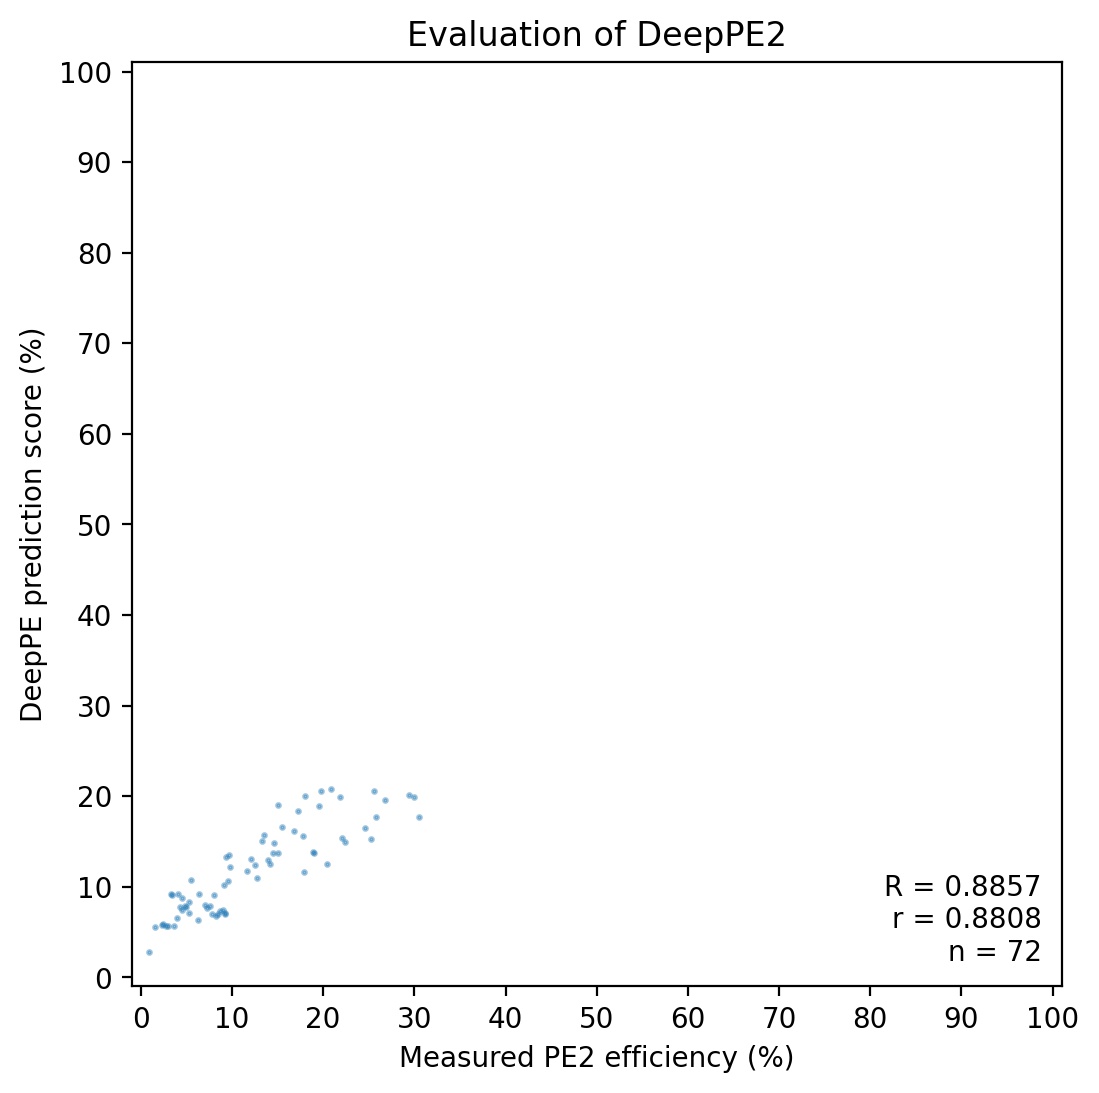 Evaluation of DeepPE2
DeepPE prediction score (%)
100
90
80
70
60
50
40
30
20
10
0
R = 0.8857
r = 0.8808
n = 72
0 10 20 30 40 50 60 70 80 90 100
Measured PE2 efficiency (%)